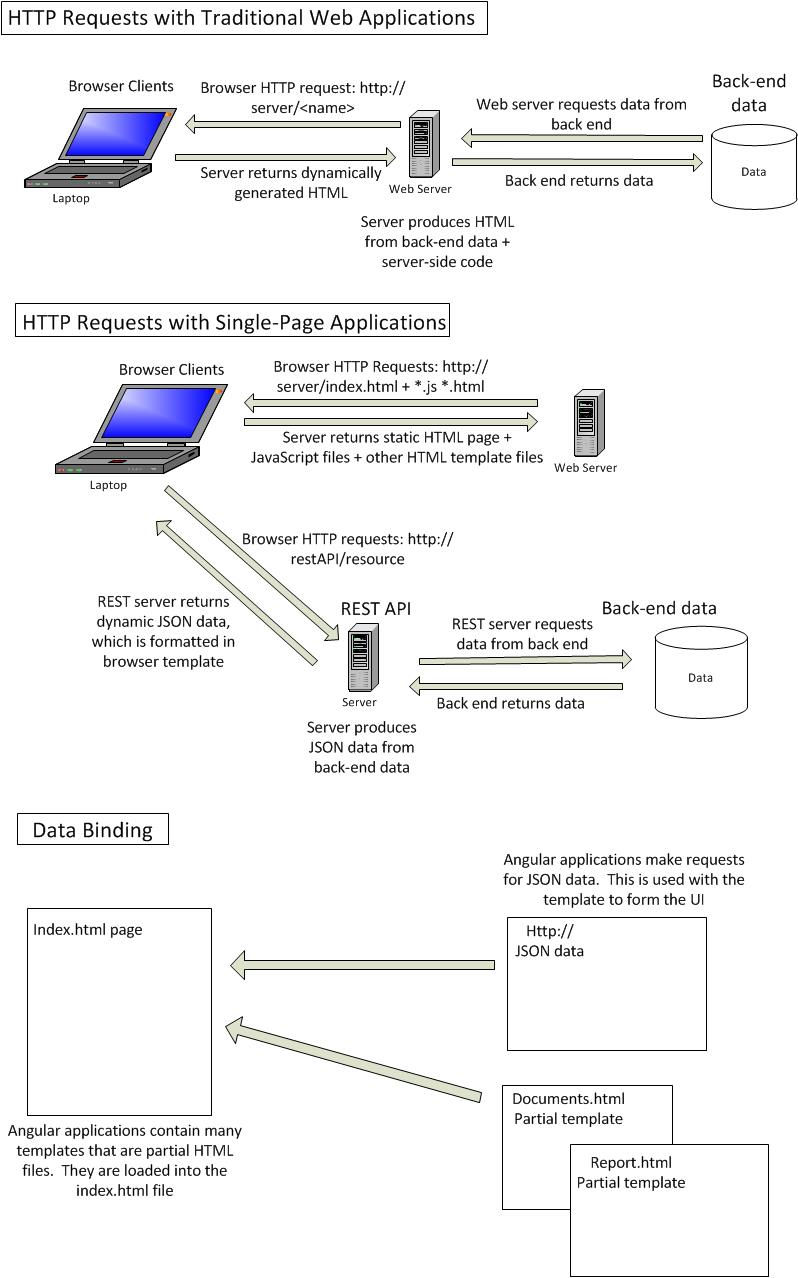 HTTP Requests with Traditional Web Applications
Browser Clients
Laptop
Browser HTTP request: http://
server/<name>
Server returns dynamically
generated HTML
Web Server
Server produces HTML
from back-end data +
server-side code
Web server requests data from
back end
Back end returns data
Back-end
data
Data
HTTP Requests with Single-Page Applications
Browser Clients
Laptop
Browser HTTP Requests: http://
server/index.html + *.js *.html
Server returns static HTML page +
JavaScript files + other HTML template files
Web Server
Browser HTTP requests: http://
restAPI/resource
REST server returns
dynamic JSON data,
which is formatted in
browser template
REST API
Server
Server produces
JSON data from
back-end data
REST server requests
data from back end
Back end returns data
Back-end data
Data
Data Binding
Index.html page
Angular applications contain many
templates that are partial HTML
files.  They are loaded into the
index.html file
Angular applications make requests
for JSON data.  This is used with the
template to form the UI
Http://
JSON data
Documents.html
Partial template
Report.html
Partial template